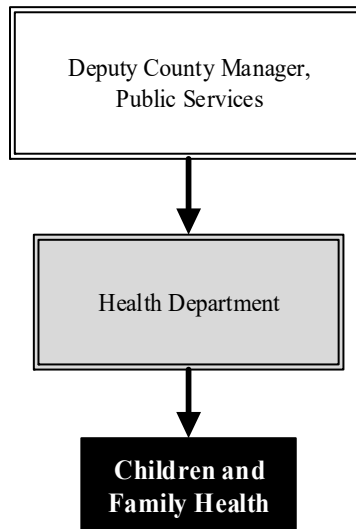 Deputy County Manager,
Public Services
Health Department
Children and
Family Health